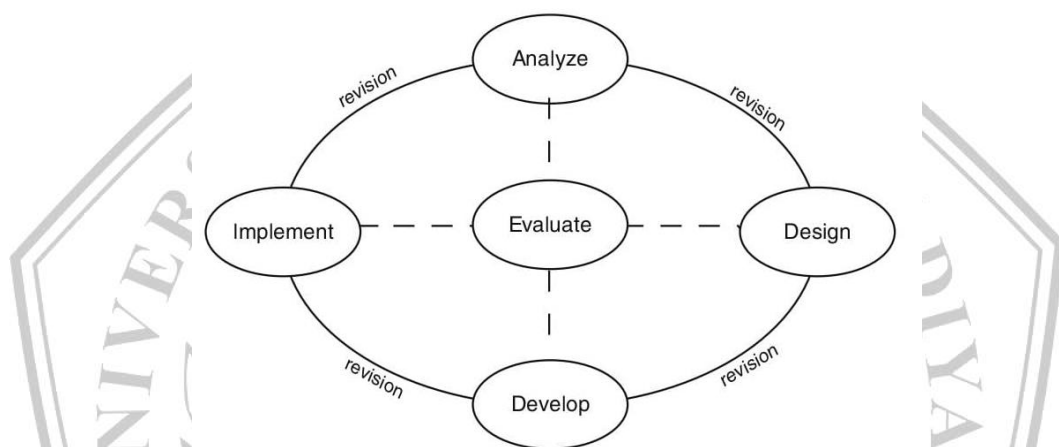 Analyze
revision
revision
Implement
Evaluate
Design
revision
revision
Develop